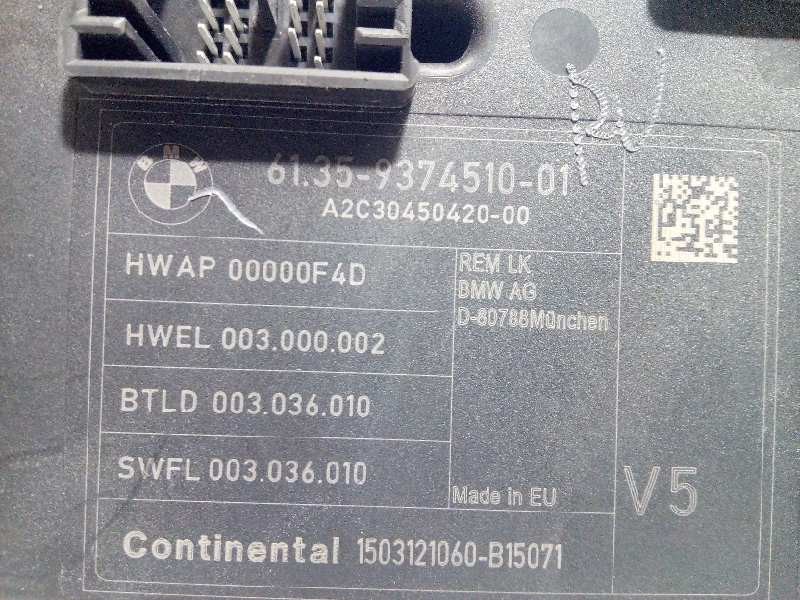 BMW
61.35-9374510-01
A2C30450420-00
HWAP 00000F4D
HWEL 003.000.002
BTLD 003.036.010
SWFL 003.036.010
REM LK
BMW AG
D-80788München
Made in EU
V5
Continental 1503121060-B15071